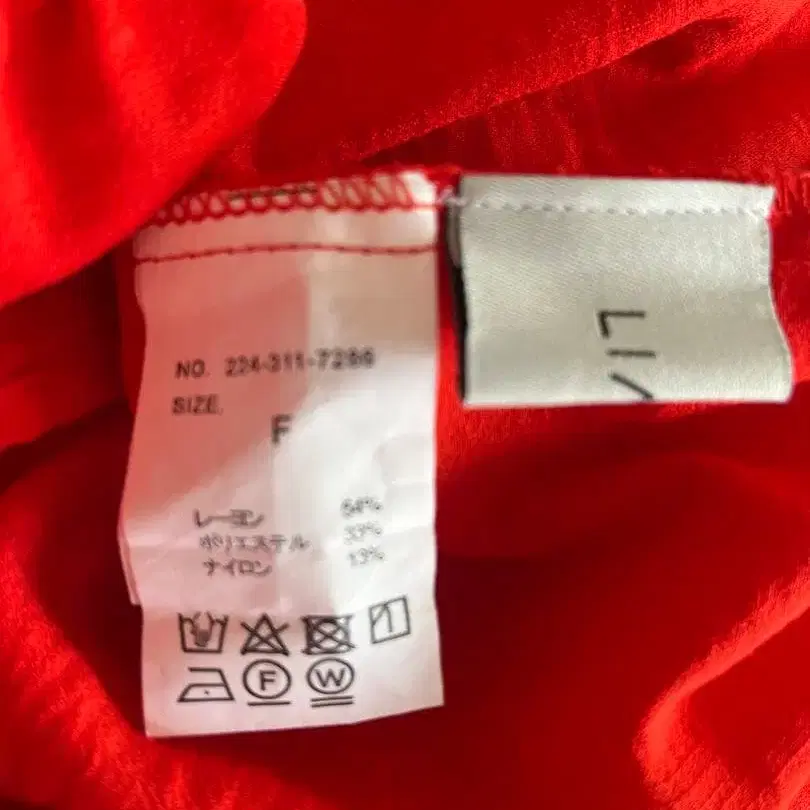 NO. 224-311-7266
SIZE.
F
レーヨン 54%
ポリエステル 33%
ナイロン 13%
F W